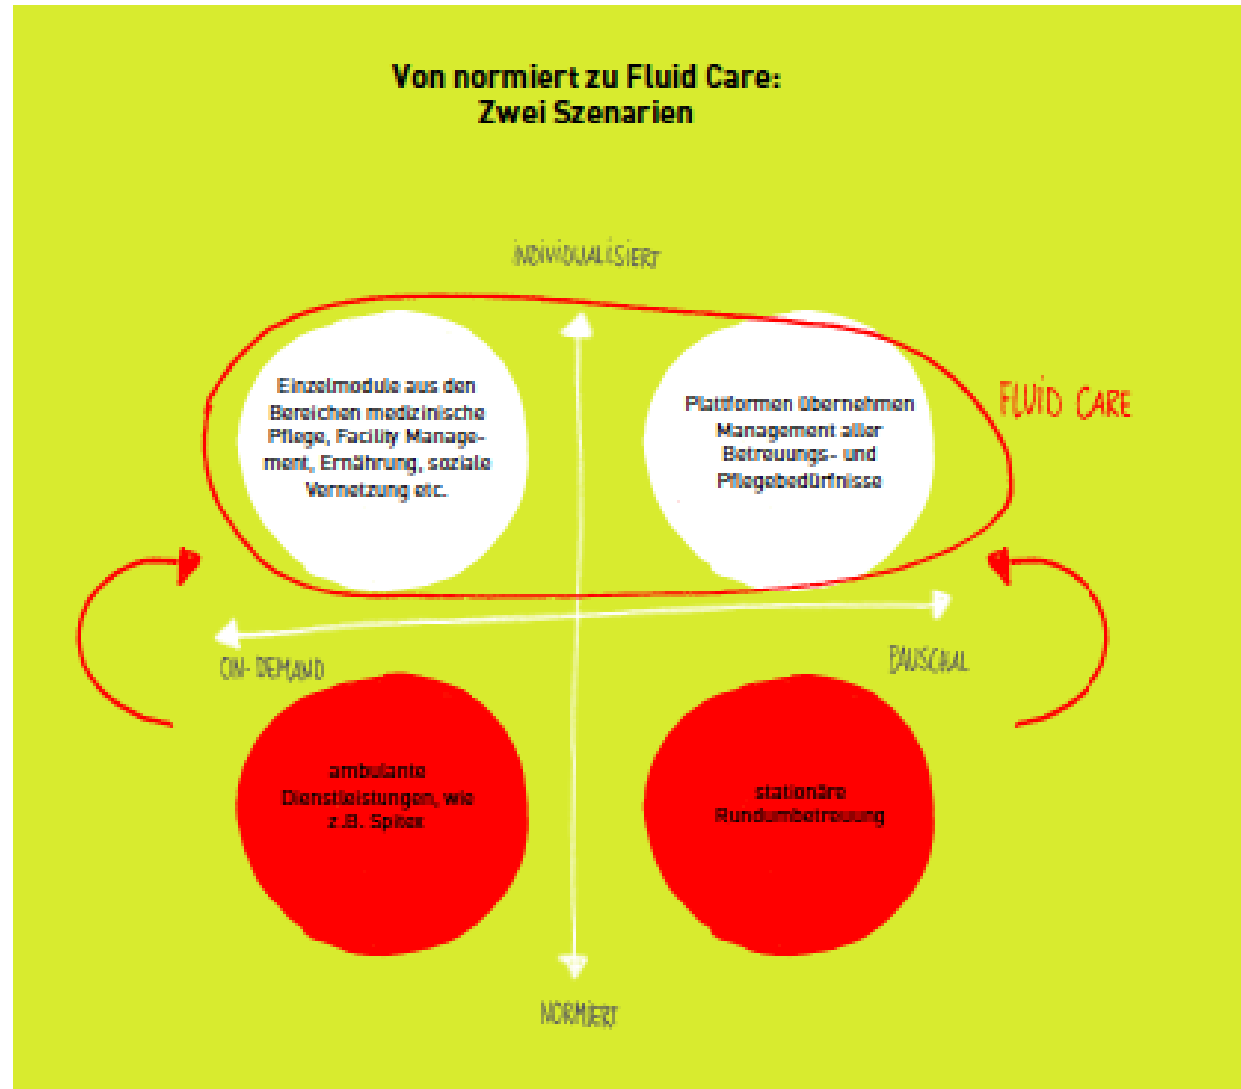 Von normiert zu Fluid Care:
Zwei Szenarien
INDIVIDUALISIERT
Einzelmodule aus den
Bereichen medizinische
Pflege, Facility Manage-
ment, Ernährung, soziale
Vernetzung etc.
Plattformen übernehmen
Management aller
Betreuungs- und
Pflegebedürfnisse
FLUID CARE
ON-DEMAND
PAUSCHAL
ambulante
Dienstleistungen, wie
z.B. Spitex
stationäre
Rundumbetreuung
NORMIERT